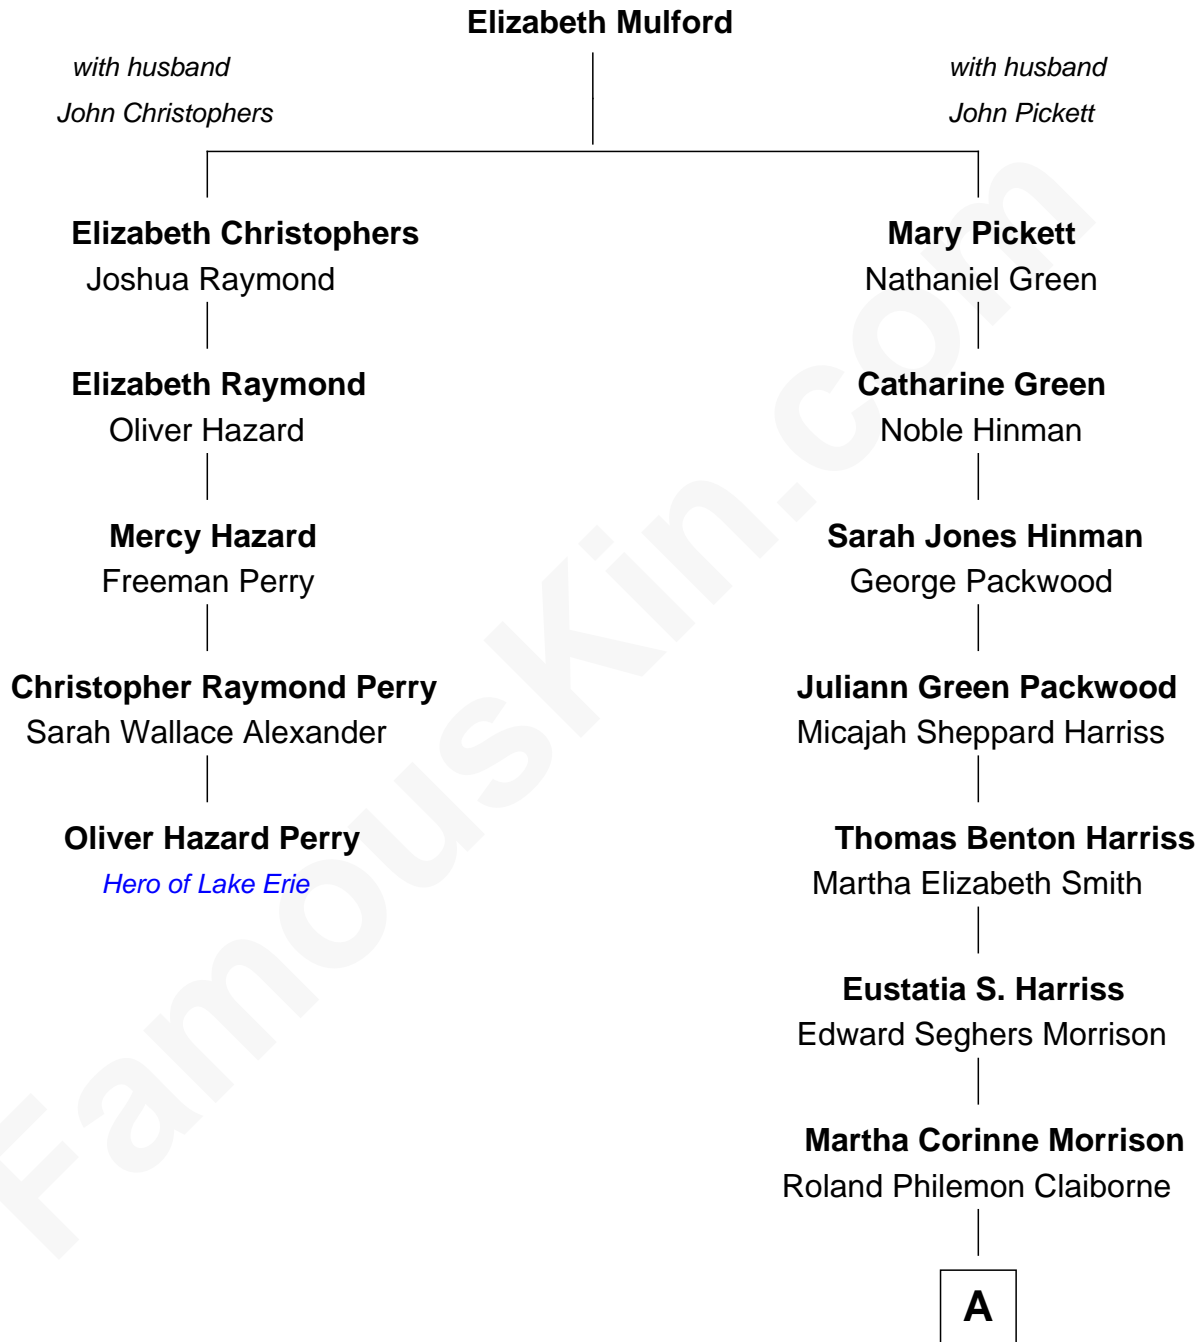 Elizabeth Mulford
with husband
John Christophers
with husband
John Pickett
Elizabeth Christophers
Joshua Raymond
Mary Pickett
Nathaniel Green
Elizabeth Raymond
Oliver Hazard
Catharine Green
Noble Hinman
Mercy Hazard
Freeman Perry
Sarah Jones Hinman
George Packwood
Christopher Raymond Perry
Sarah Wallace Alexander
Juliann Green Packwood
Micajah Sheppard Harriss
Oliver Hazard Perry
Hero of Lake Erie
Thomas Benton Harriss
Martha Elizabeth Smith
Eustatia S. Harriss
Edward Seghers Morrison
Martha Corinne Morrison
Roland Philemon Claiborne
A
FamousKin.com